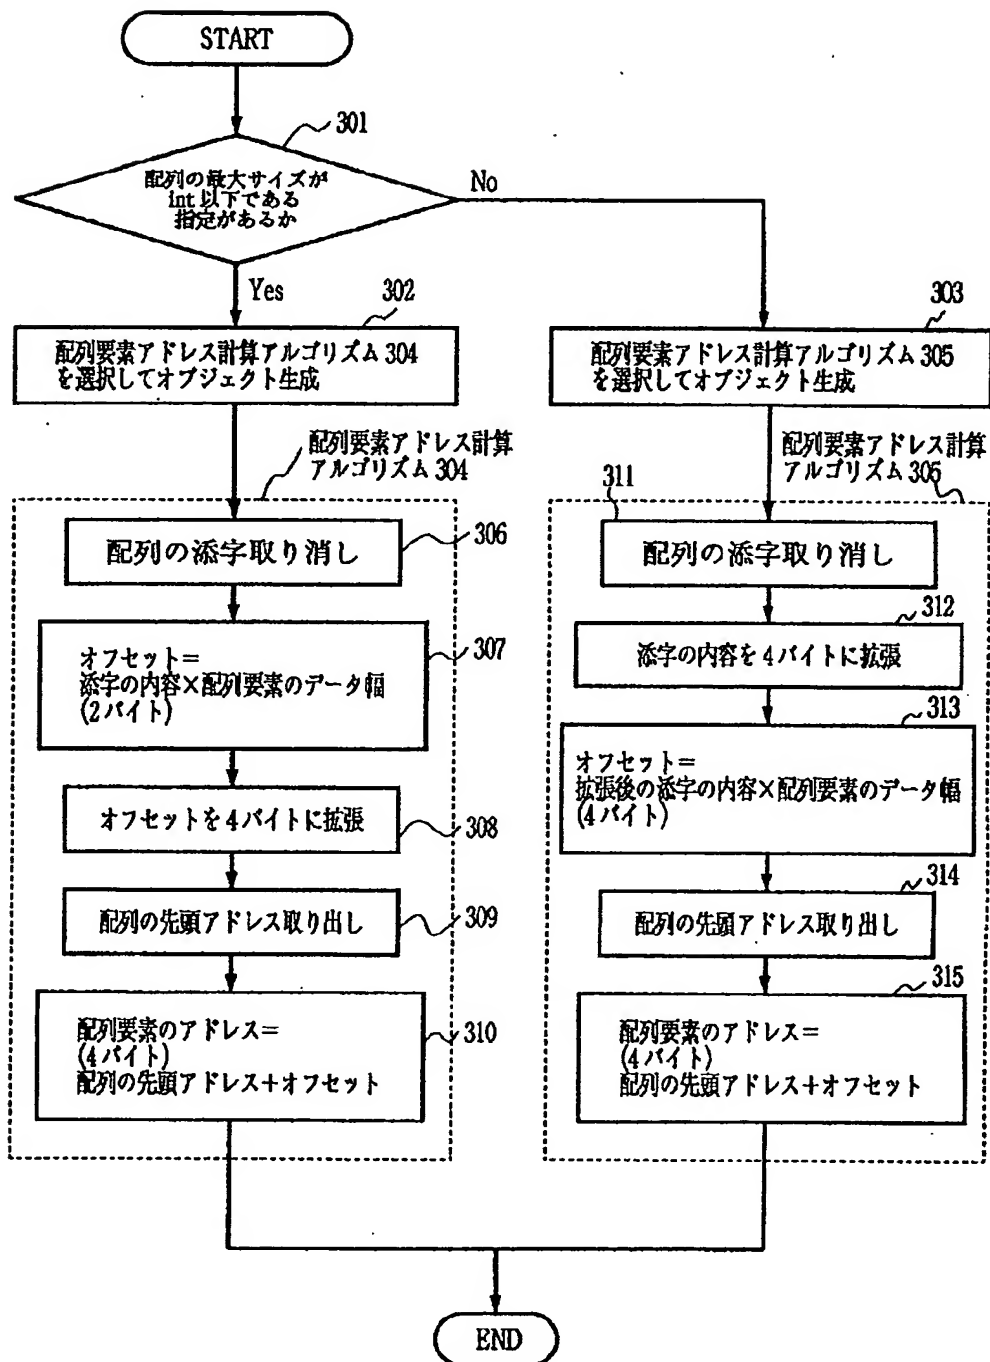 START
301
配列の最大サイズが
int 以下である
指定があるか
No
Yes
302
配列要素アドレス計算アルゴリズム304
を選択してオブジェクト生成
303
配列要素アドレス計算アルゴリズム305
を選択してオブジェクト生成
配列要素アドレス計算
アルゴリズム304
配列の添字取り消し
306
オフセット=
添字の内容×配列要素のデータ幅
(2バイト)
307
オフセットを4バイトに拡張
308
配列の先頭アドレス取り出し
309
配列要素のアドレス=
(4バイト)
配列の先頭アドレス+オフセット
310
配列要素アドレス計算
アルゴリズム305
311
配列の添字取り消し
312
添字の内容を4バイトに拡張
313
オフセット=
拡張後の添字の内容×配列要素のデータ幅
(4バイト)
314
配列の先頭アドレス取り出し
315
配列要素のアドレス=
(4バイト)
配列の先頭アドレス+オフセット
END